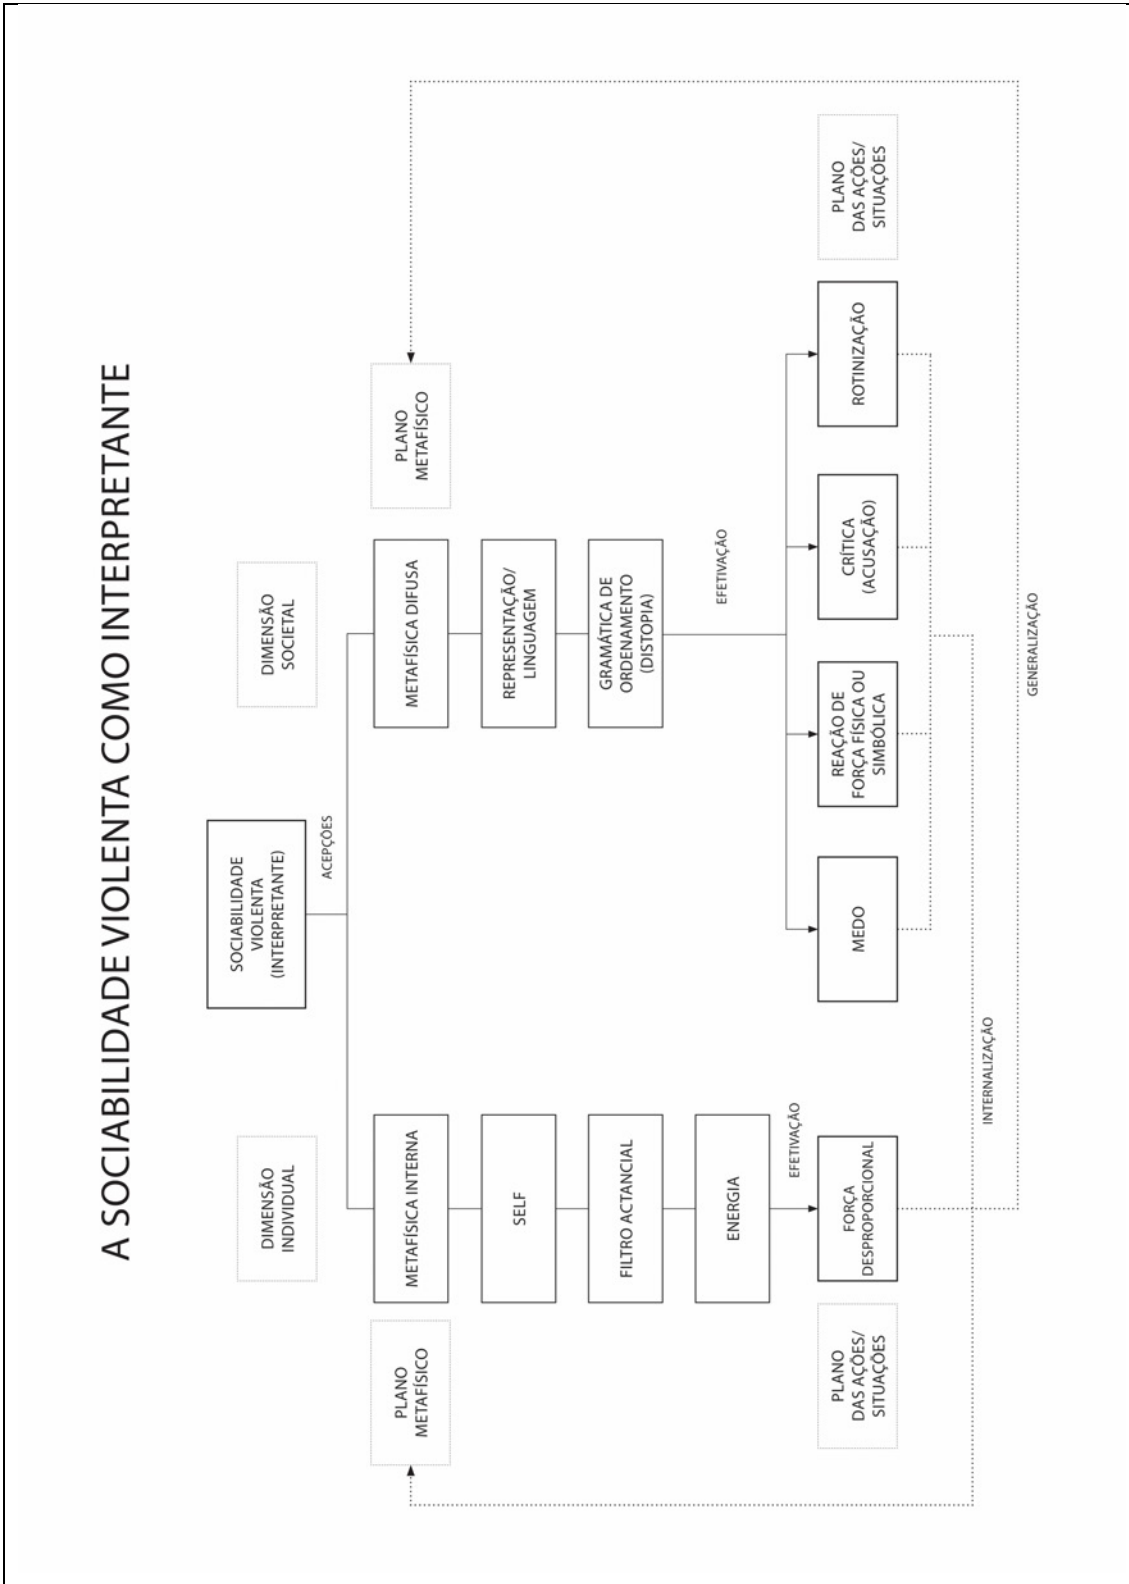 A SOCIABILIDADE VIOLENTA COMO INTERPRETANTE
SOCIABILIDADE
VIOLENTA
(INTERPRETANTE)
ACEPÇÕES
DIMENSÃO
INDIVIDUAL
DIMENSÃO
SOCIETAL
PLANO
METAFÍSICO
METAFÍSICA INTERNA
METAFÍSICA DIFUSA
PLANO
METAFÍSICO
SELF
REPRESENTAÇÃO/
LINGUAGEM
FILTRO ACTANCIAL
GRAMÁTICA DE
ORDENAMENTO
(DISTOPIA)
ENERGIA
EFETIVAÇÃO
EFETIVAÇÃO
PLANO
DAS AÇÕES/
SITUAÇÕES
FORÇA
DESPROPORCIONAL
MEDO
REAÇÃO DE
FORÇA FÍSICA OU
SIMBÓLICA
CRÍTICA
(ACUSAÇÃO)
ROTINIZAÇÃO
PLANO
DAS AÇÕES/
SITUAÇÕES
INTERNALIZAÇÃO
GENERALIZAÇÃO